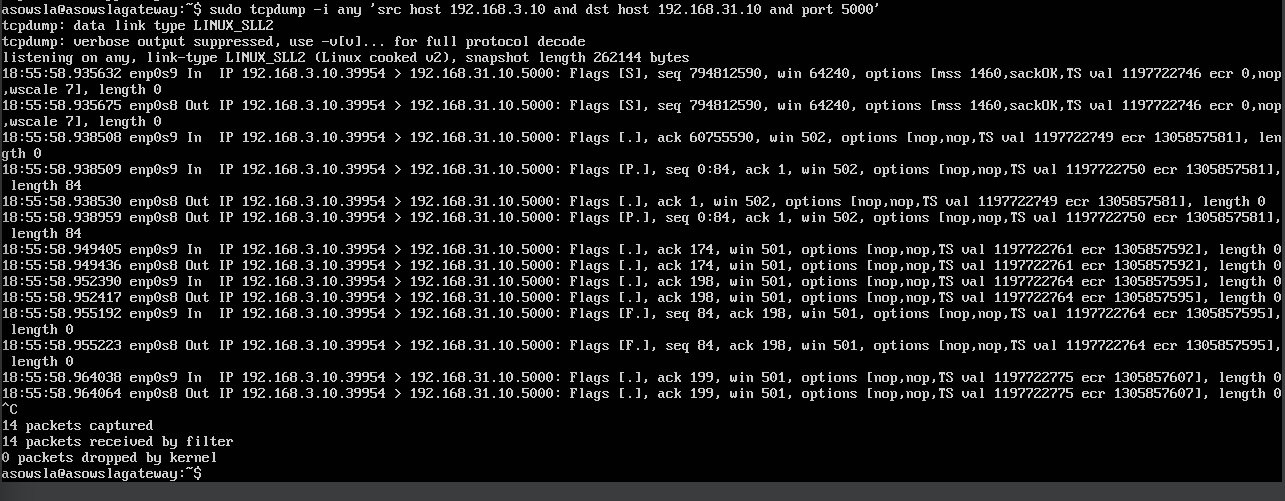 asowsla@asowslagateway:~$ sudo tcpdump -i any 'src host 192.168.3.10 and dst host 192.168.31.10 and port 5000'
tcpdump: data link type LINUX_SLL2
tcpdump: verbose output suppressed, use -v[v]... for full protocol decode
listening on any, link-type LINUX_SLL2 (Linux cooked v2), snapshot length 262144 bytes
18:55:58.935632 enp0s9 In  IP 192.168.3.10.39954 > 192.168.31.10.5000: Flags [S], seq 794812590, win 64240, options [mss 1460,sackOK,TS val 1197722746 ecr 0,nop
,wscale 7], length 0
18:55:58.935675 enp0s8 Out IP 192.168.3.10.39954 > 192.168.31.10.5000: Flags [S], seq 794812590, win 64240, options [mss 1460,sackOK,TS val 1197722746 ecr 0,nop
,wscale 7], length 0
18:55:58.938508 enp0s9 In  IP 192.168.3.10.39954 > 192.168.31.10.5000: Flags [.], ack 60755590, win 502, options [nop,nop,TS val 1197722749 ecr 1305857581], len
gth 0
18:55:58.938509 enp0s9 In  IP 192.168.3.10.39954 > 192.168.31.10.5000: Flags [P.], seq 0:84, ack 1, win 502, options [nop,nop,TS val 1197722750 ecr 1305857581],
 length 84
18:55:58.938530 enp0s8 Out IP 192.168.3.10.39954 > 192.168.31.10.5000: Flags [.], ack 1, win 502, options [nop,nop,TS val 1197722749 ecr 1305857581], length 0
18:55:58.938959 enp0s8 Out IP 192.168.3.10.39954 > 192.168.31.10.5000: Flags [P.], seq 0:84, ack 1, win 502, options [nop,nop,TS val 1197722750 ecr 1305857581],
 length 84
18:55:58.949405 enp0s9 In  IP 192.168.3.10.39954 > 192.168.31.10.5000: Flags [.], ack 174, win 501, options [nop,nop,TS val 1197722761 ecr 1305857592], length 0
18:55:58.949436 enp0s8 Out IP 192.168.3.10.39954 > 192.168.31.10.5000: Flags [.], ack 174, win 501, options [nop,nop,TS val 1197722761 ecr 1305857592], length 0
18:55:58.952390 enp0s9 In  IP 192.168.3.10.39954 > 192.168.31.10.5000: Flags [.], ack 198, win 501, options [nop,nop,TS val 1197722764 ecr 1305857595], length 0
18:55:58.952417 enp0s8 Out IP 192.168.3.10.39954 > 192.168.31.10.5000: Flags [.], ack 198, win 501, options [nop,nop,TS val 1197722764 ecr 1305857595], length 0
18:55:58.955192 enp0s9 In  IP 192.168.3.10.39954 > 192.168.31.10.5000: Flags [F.], seq 84, ack 198, win 501, options [nop,nop,TS val 1197722764 ecr 1305857595],
 length 0
18:55:58.955223 enp0s8 Out IP 192.168.3.10.39954 > 192.168.31.10.5000: Flags [F.], seq 84, ack 198, win 501, options [nop,nop,TS val 1197722764 ecr 1305857595],
 length 0
18:55:58.964038 enp0s9 In  IP 192.168.3.10.39954 > 192.168.31.10.5000: Flags [.], ack 199, win 501, options [nop,nop,TS val 1197722775 ecr 1305857607], length 0
18:55:58.964064 enp0s8 Out IP 192.168.3.10.39954 > 192.168.31.10.5000: Flags [.], ack 199, win 501, options [nop,nop,TS val 1197722775 ecr 1305857607], length 0
^C
14 packets captured
14 packets received by filter
0 packets dropped by kernel
asowsla@asowslagateway:~$